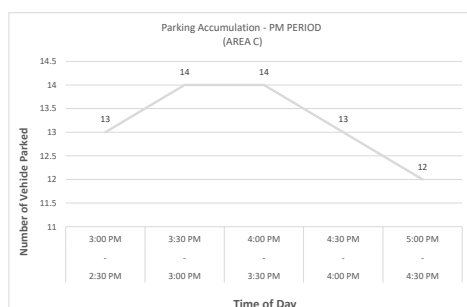 Parking Accumulation - PM PERIOD
(AREA C)
14.5
14
13.5
13
12.5
12
11.5
11
13
14
14
13
12
Number of Vehicle Parked
3:00 PM 3:30 PM 4:00 PM 4:30 PM 5:00 PM
- - - - -
2:30 PM 3:00 PM 3:30 PM 4:00 PM 4:30 PM
Time of Day